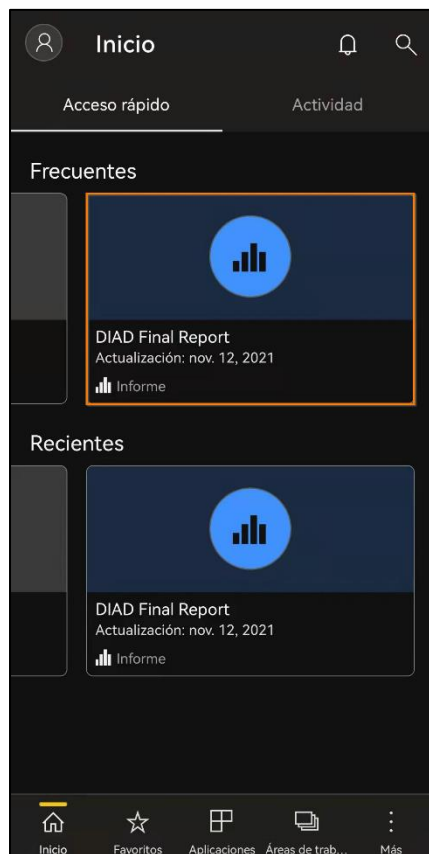 Inicio
Acceso rápido
Actividad
Frecuentes
DIAD Final Report
Actualización: nov. 12, 2021
Informe
Recientes
DIAD Final Report
Actualización: nov. 12, 2021
Informe
Inicio
Favoritos
Aplicaciones
Áreas de trab...
Más